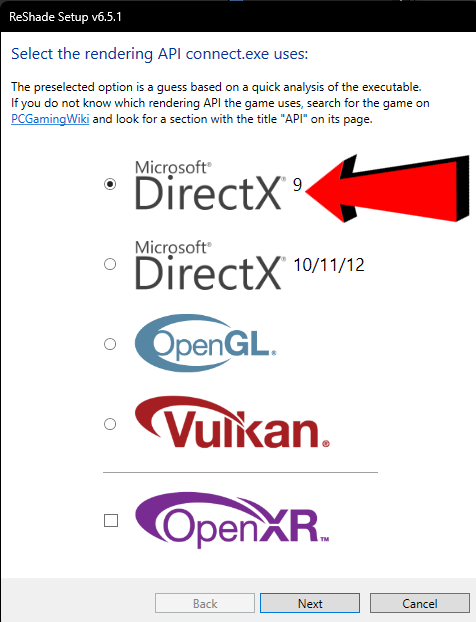 ReShade Setup v6.5.1
Select the rendering API connect.exe uses:
The preselected option is a guess based on a quick analysis of the executable.
If you do not know which rendering API the game uses, search for the game on
PCGamingWiki and look for a section with the title "API" on its page.
Microsoft®
DirectX® 9
Microsoft®
DirectX® 10/11/12
OpenGL®
Vulkan®
OpenXR™
Back Next Cancel